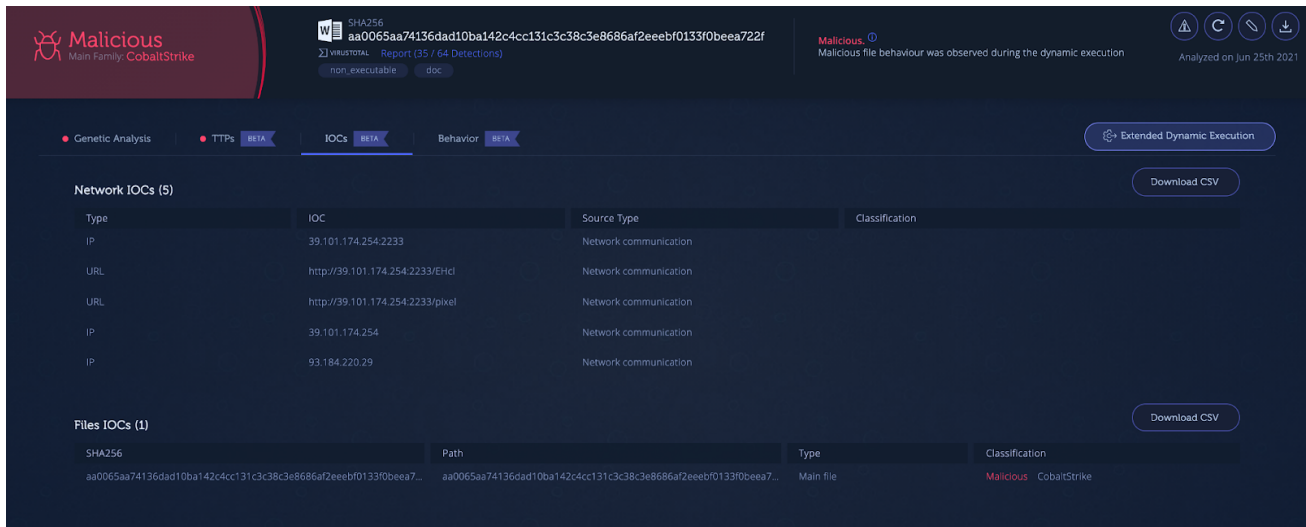 Malicious
Main Family: CobaltStrike
SHA256
aa0065aa74136dad10ba142c4cc131c3c38c3e8686af2eeebf0133f0beea722f
VIRUSTOTAL Report (35 / 64 Detections)
non_executable doc
Malicious.
Malicious file behaviour was observed during the dynamic execution
Analyzed on Jun 25th 2021
Genetic Analysis TTPs BETA IOCs BETA Behavior BETA Extended Dynamic Execution
Network IOCs (5) Download CSV
Type IOC Source Type Classification
IP 39.101.174.254:2233 Network communication
URL http://39.101.174.254:2233/EHcl Network communication
URL http://39.101.174.254:2233/pixel Network communication
IP 39.101.174.254 Network communication
IP 93.184.220.29 Network communication
Files IOCs (1) Download CSV
SHA256 Path Type Classification
aa0065aa74136dad10ba142c4cc131c3c38c3e8686af2eeebf0133f0beea7... aa0065aa74136dad10ba142c4cc131c3c38c3e8686af2eeebf0133f0beea7... Main file Malicious CobaltStrike